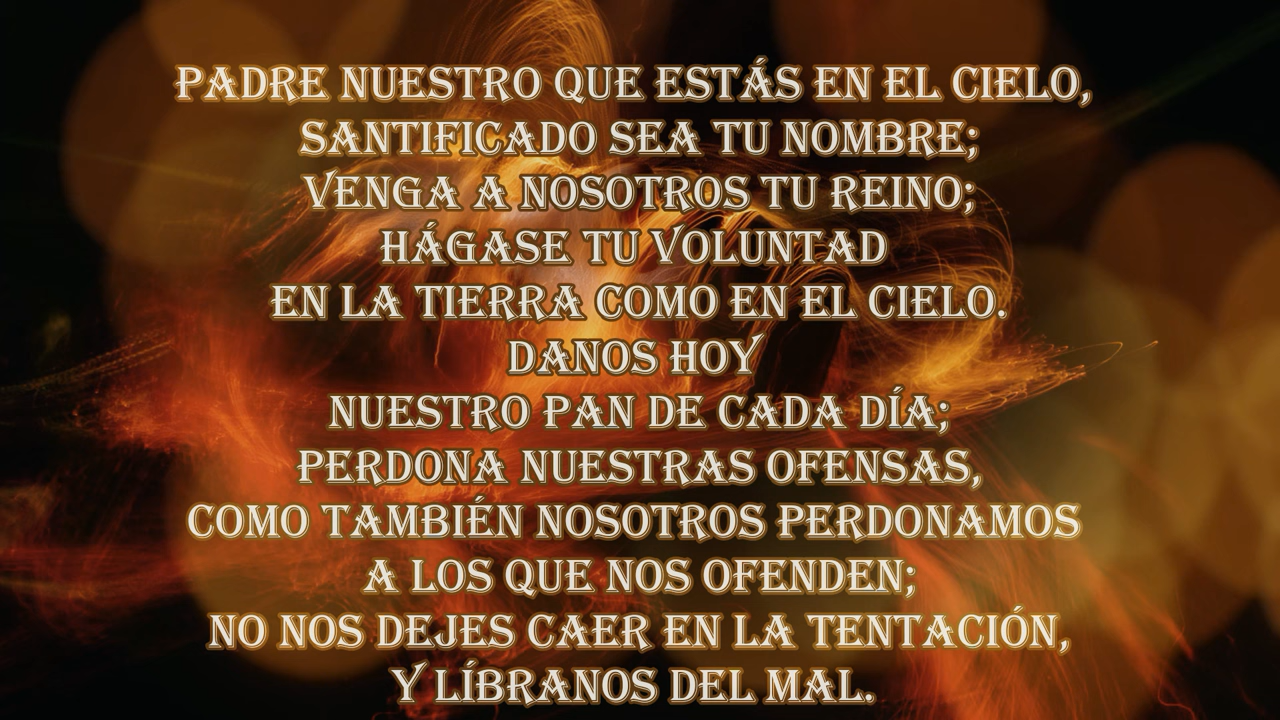 PADRE NUESTRO QUE ESTÁS EN EL CIELO,
SANTIFICADO SEA TU NOMBRE;
VENGA A NOSOTROS TU REINO;
HÁGASE TU VOLUNTAD
EN LA TIERRA COMO EN EL CIELO.
DANOS HOY
NUESTRO PAN DE CADA DÍA;
PERDONA NUESTRAS OFENSAS,
COMO TAMBIÉN NOSOTROS PERDONAMOS
A LOS QUE NOS OFENDEN;
NO NOS DEJES CAER EN LA TENTACIÓN,
Y LÍBRANOS DEL MAL.